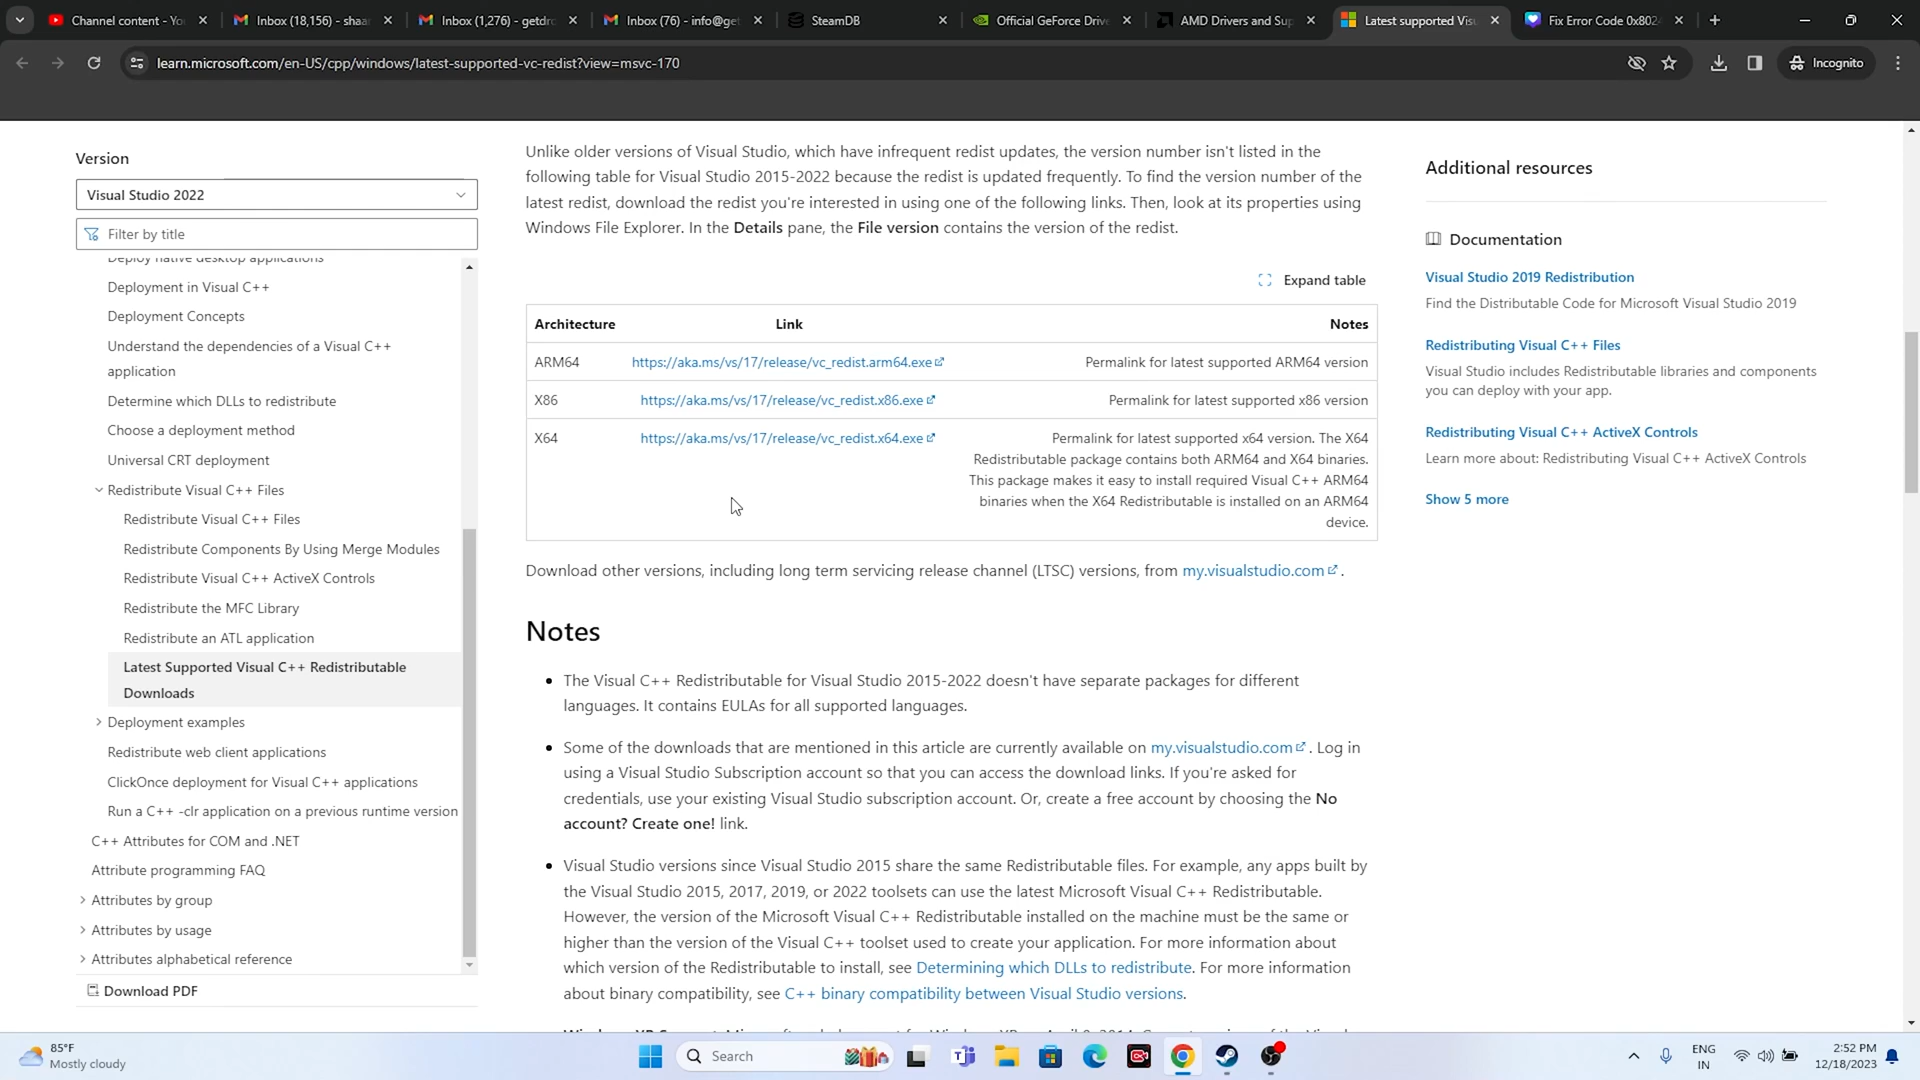 Channel content - Yo
Inbox (18,156) - shaa
Inbox (1,276) - getdro
Inbox (76) - info@get
SteamDB
Official GeForce Drive
AMD Drivers and Sup
Latest supported Visu
Fix Error Code 0x8024
learn.microsoft.com/en-US/cpp/windows/latest-supported-vc-redist?view=msvc-170
Incognito
Version
Visual Studio 2022
Filter by title
Deploy native desktop applications
Deployment in Visual C++
Deployment Concepts
Understand the dependencies of a Visual C++
application
Determine which DLLs to redistribute
Choose a deployment method
Universal CRT deployment
Redistribute Visual C++ Files
Redistribute Visual C++ Files
Redistribute Components By Using Merge Modules
Redistribute Visual C++ ActiveX Controls
Redistribute the MFC Library
Redistribute an ATL application
Latest Supported Visual C++ Redistributable
Downloads
Deployment examples
Redistribute web client applications
ClickOnce deployment for Visual C++ applications
Run a C++ -clr application on a previous runtime version
C++ Attributes for COM and .NET
Attribute programming FAQ
Attributes by group
Attributes by usage
Attributes alphabetical reference
Download PDF
Unlike older versions of Visual Studio, which have infrequent redist updates, the version number isn't listed in the
following table for Visual Studio 2015-2022 because the redist is updated frequently. To find the version number of the
latest redist, download the redist you're interested in using one of the following links. Then, look at its properties using
Windows File Explorer. In the Details pane, the File version contains the version of the redist.
Expand table
Architecture Link Notes
ARM64 https://aka.ms/vs/17/release/vc_redist.arm64.exe Permalink for latest supported ARM64 version
X86 https://aka.ms/vs/17/release/vc_redist.x86.exe Permalink for latest supported x86 version
X64 https://aka.ms/vs/17/release/vc_redist.x64.exe Permalink for latest supported x64 version. The X64
Redistributable package contains both ARM64 and X64 binaries.
This package makes it easy to install required Visual C++ ARM64
binaries when the X64 Redistributable is installed on an ARM64
device.
Download other versions, including long term servicing release channel (LTSC) versions, from my.visualstudio.com .
Notes
The Visual C++ Redistributable for Visual Studio 2015-2022 doesn't have separate packages for different
languages. It contains EULAs for all supported languages.
Some of the downloads that are mentioned in this article are currently available on my.visualstudio.com . Log in
using a Visual Studio Subscription account so that you can access the download links. If you're asked for
credentials, use your existing Visual Studio subscription account. Or, create a free account by choosing the No
account? Create one! link.
Visual Studio versions since Visual Studio 2015 share the same Redistributable files. For example, any apps built by
the Visual Studio 2015, 2017, 2019, or 2022 toolsets can use the latest Microsoft Visual C++ Redistributable.
However, the version of the Microsoft Visual C++ Redistributable installed on the machine must be the same or
higher than the version of the Visual C++ toolset used to create your application. For more information about
which version of the Redistributable to install, see Determining which DLLs to redistribute. For more information
about binary compatibility, see C++ binary compatibility between Visual Studio versions.
Additional resources
Documentation
Visual Studio 2019 Redistribution
Find the Distributable Code for Microsoft Visual Studio 2019
Redistributing Visual C++ Files
Visual Studio includes Redistributable libraries and components
you can deploy with your app.
Redistributing Visual C++ ActiveX Controls
Learn more about: Redistributing Visual C++ ActiveX Controls
Show 5 more
85°F
Mostly cloudy
Search
ENG
IN
2:52 PM
12/18/2023